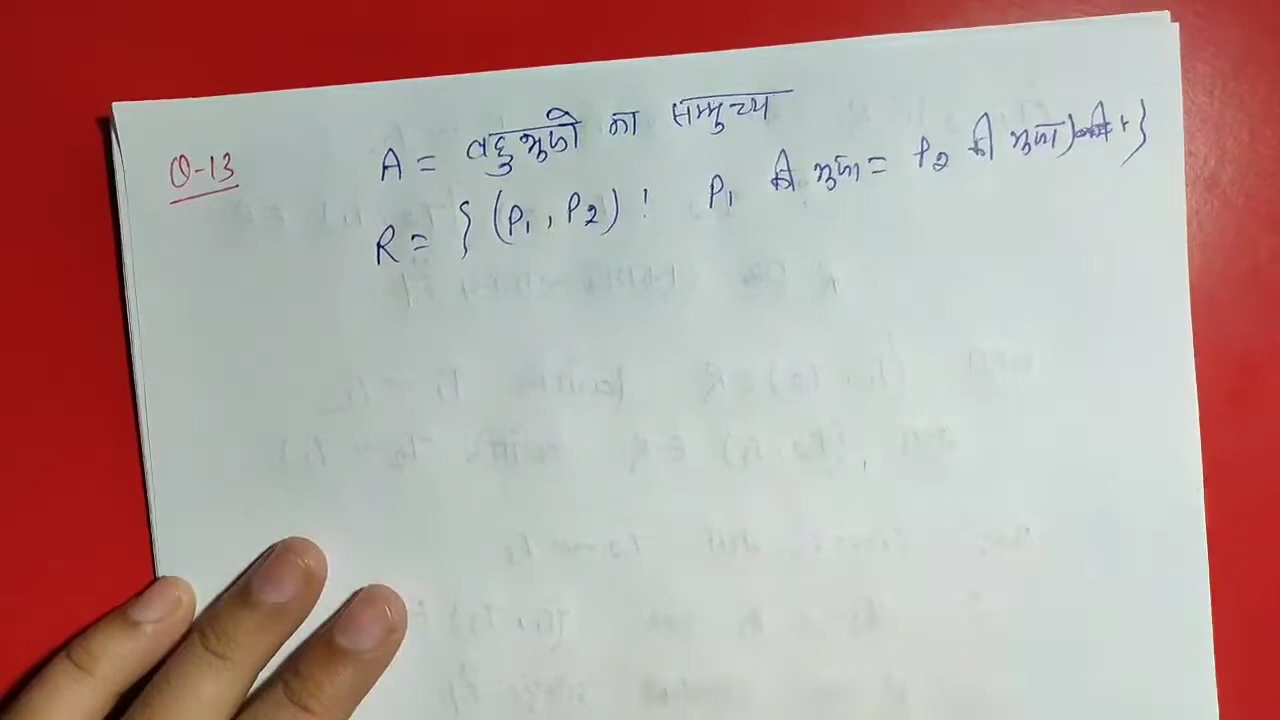 Q-13
A = बहुभुजो का समुच्चय
R = { (P₁, P₂) : P₁ की भुजा = P₂ की भुजा }